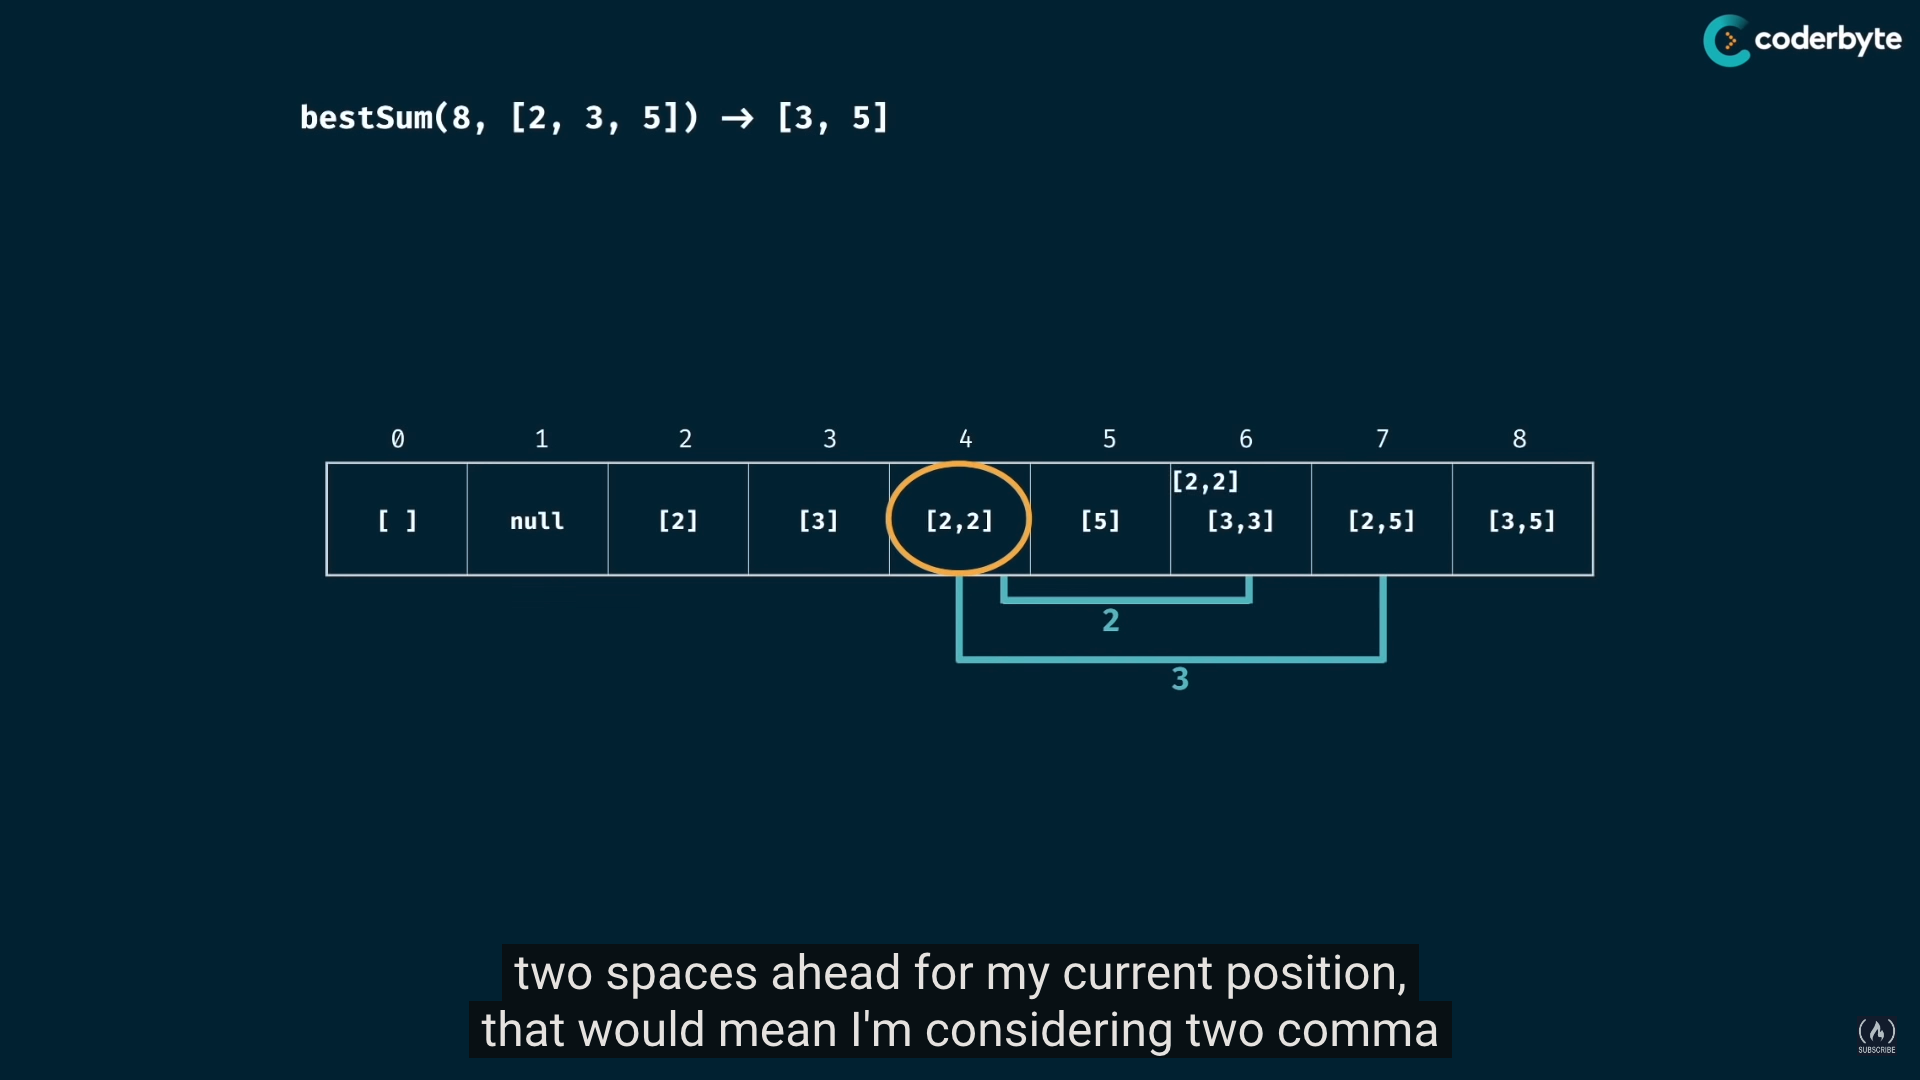 coderbyte
bestSum(8, [2, 3, 5]) → [3, 5]
0 1 2 3 4 5 6 7 8
[2,2]
[ ] null [2] [3] [2,2] [5] [3,3] [2,5] [3,5]
2
3
two spaces ahead for my current position,
that would mean I'm considering two comma
SUBSCRIBE